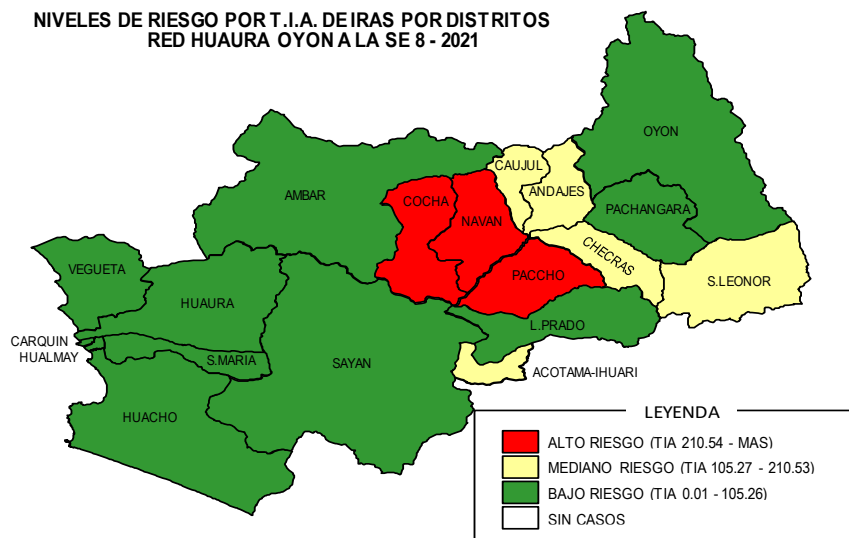 NIVELES DE RIESGO POR T.I.A. DE IRAS POR DISTRITOS
RED HUAURA OYON A LA SE 8 - 2021
OYON
CAUJUL
ANDAJES
AMBAR
COCHA
NAVAN
PACHANGARA
CHECRAS
VEGUETA
PACCHO
S.LEONOR
HUAURA
L.PRADO
CARQUIN
HUALMAY
S.MARIA
SAYAN
ACOTAMA-IHUARI
HUACHO
LEYENDA
ALTO RIESGO (TIA 210.54 - MAS)
MEDIANO RIESGO (TIA 105.27 - 210.53)
BAJO RIESGO (TIA 0.01 - 105.26)
SIN CASOS